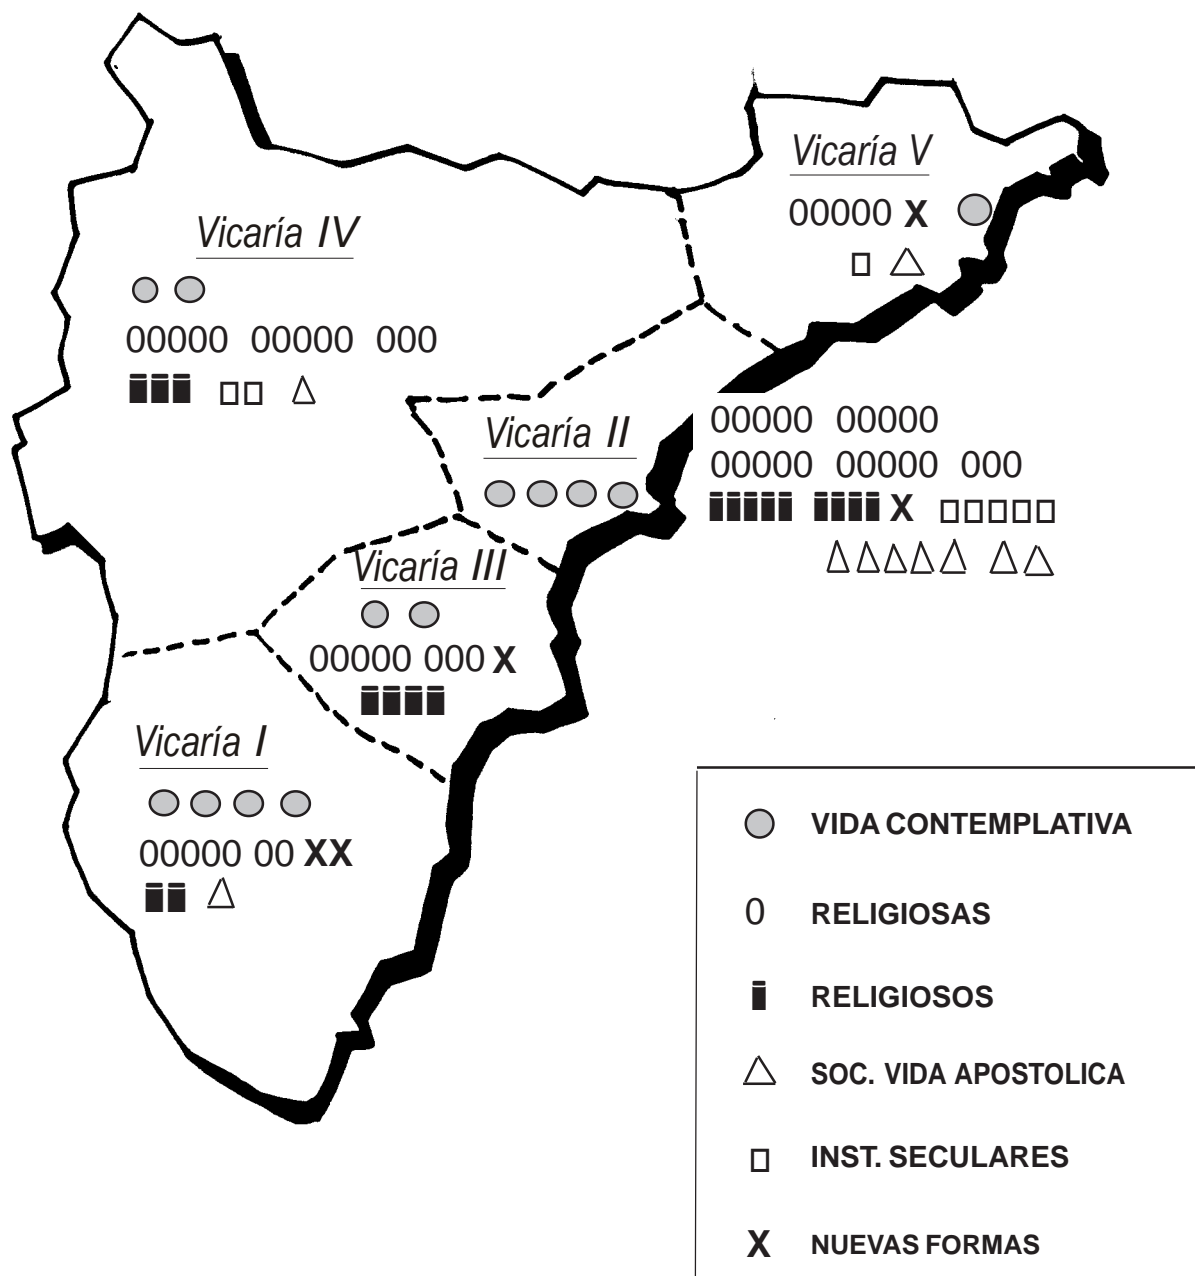 Vicaría V
00000 X
Vicaría IV
00000 00000 000
Vicaría II
00000 00000
00000 00000 000
X
Vicaría III
00000 000 X
Vicaría I
00000 00 XX
VIDA CONTEMPLATIVA
0 RELIGIOSAS
RELIGIOSOS
SOC. VIDA APOSTOLICA
INST. SECULARES
X NUEVAS FORMAS